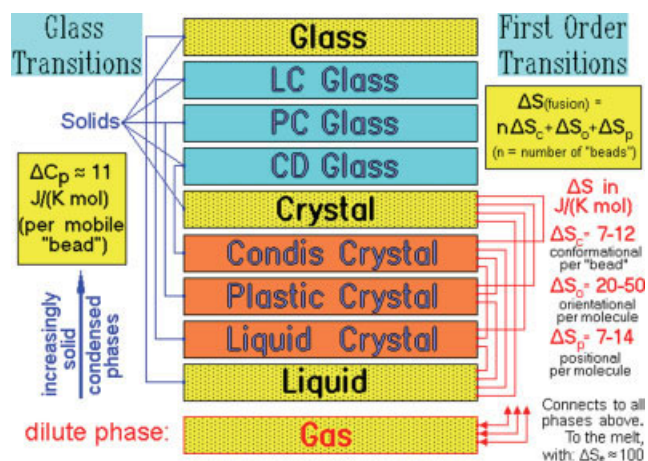 Glass
Transitions
Solids
ΔCp ≈ 11
J/(K mol)
(per mobile
"bead")
increasingly
solid
condensed
phases
dilute phase:
Glass
LC Glass
PC Glass
CD Glass
Crystal
Condis Crystal
Plastic Crystal
Liquid Crystal
Liquid
Gas
First Order
Transitions
ΔS(fusion) =
nΔSc+ΔSo+ΔSp
(n = number of "beads")
ΔS in
J/(K mol)
ΔSc= 7-12
conformational
per "bead"
ΔSo= 20-50
orientational
per molecule
ΔSp= 7-14
positional
per molecule
Connects to all
phases above.
To the melt,
with: ΔSe ≈ 100